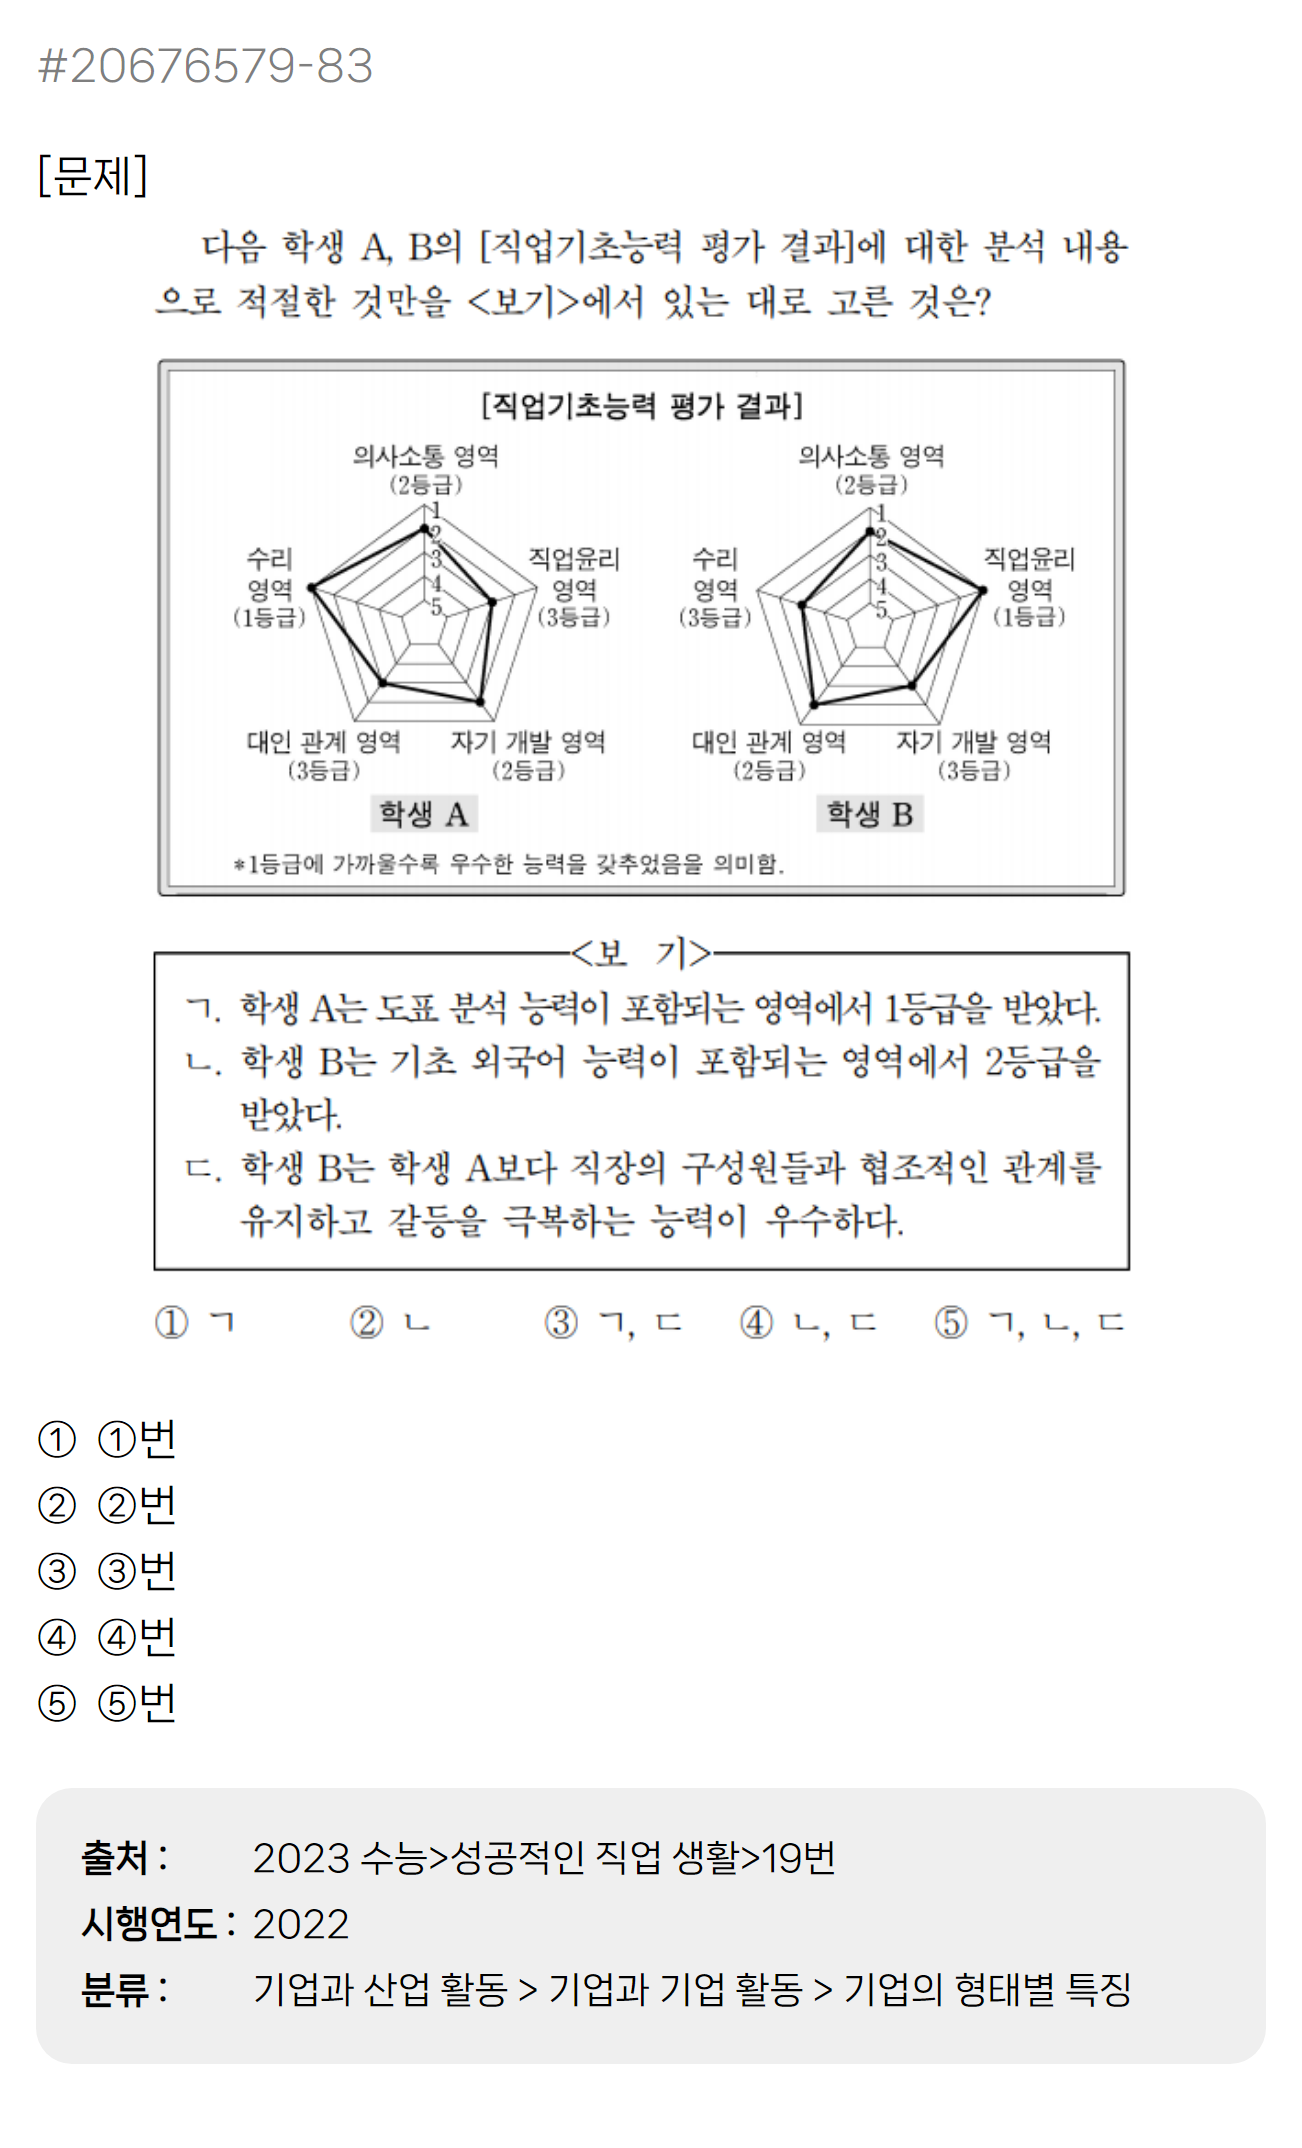 #20676579-83
[문제]
다음 학생 A, B의 [직업기초능력 평가 결과]에 대한 분석 내용
으로 적절한 것만을 <보기>에서 있는 대로 고른 것은?
[직업기초능력 평가 결과]
의사소통 영역
(2등급)
1
2
3
4
5
수리
영역
(1등급)
직업윤리
영역
(3등급)
대인 관계 영역
(3등급)
자기 개발 영역
(2등급)
학생 A
의사소통 영역
(2등급)
1
2
3
4
5
수리
영역
(3등급)
직업윤리
영역
(1등급)
대인 관계 영역
(2등급)
자기 개발 영역
(3등급)
학생 B
*1등급에 가까울수록 우수한 능력을 갖추었음을 의미함.
<보 기>
ㄱ. 학생 A는 도표 분석 능력이 포함되는 영역에서 1등급을 받았다.
ㄴ. 학생 B는 기초 외국어 능력이 포함되는 영역에서 2등급을
받았다.
ㄷ. 학생 B는 학생 A보다 직장의 구성원들과 협조적인 관계를
유지하고 갈등을 극복하는 능력이 우수하다.
① ㄱ ② ㄴ ③ ㄱ, ㄷ ④ ㄴ, ㄷ ⑤ ㄱ, ㄴ, ㄷ
① ①번
② ②번
③ ③번
④ ④번
⑤ ⑤번
출처 : 2023 수능>성공적인 직업 생활>19번
시행연도 : 2022
분류 : 기업과 산업 활동 > 기업과 기업 활동 > 기업의 형태별 특징